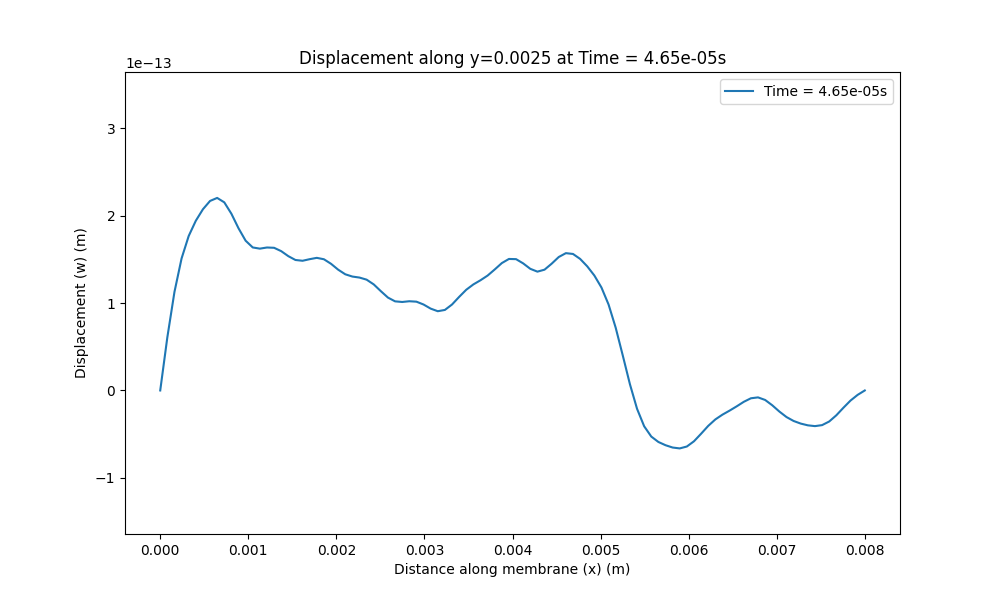 Displacement along y=0.0025 at Time = 4.65e-05s
1e−13
Time = 4.65e-05s
3
2
1
0
−1
Displacement (w) (m)
0.000 0.001 0.002 0.003 0.004 0.005 0.006 0.007 0.008
Distance along membrane (x) (m)